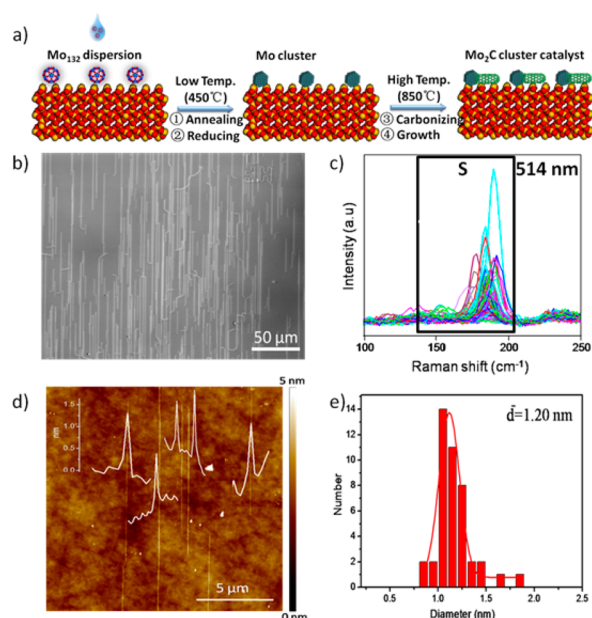 a)
Mo132 dispersion
Mo cluster
Mo2C cluster catalyst
Low Temp.
(450℃)
① Annealing
② Reducing
High Temp.
(850℃)
③ Carbonizing
④ Growth
b)
50 μm
c)
S
514 nm
Intensity (a.u)
100 150 200 250
Raman shift (cm-1)
d)
5 nm
1.5
1.0
0.5
0.0
nm
5 μm
0 nm
e)
d̄=1.20 nm
Number
14
12
10
8
6
4
2
0
0.5 1.0 1.5 2.0 2.5
Diameter (nm)